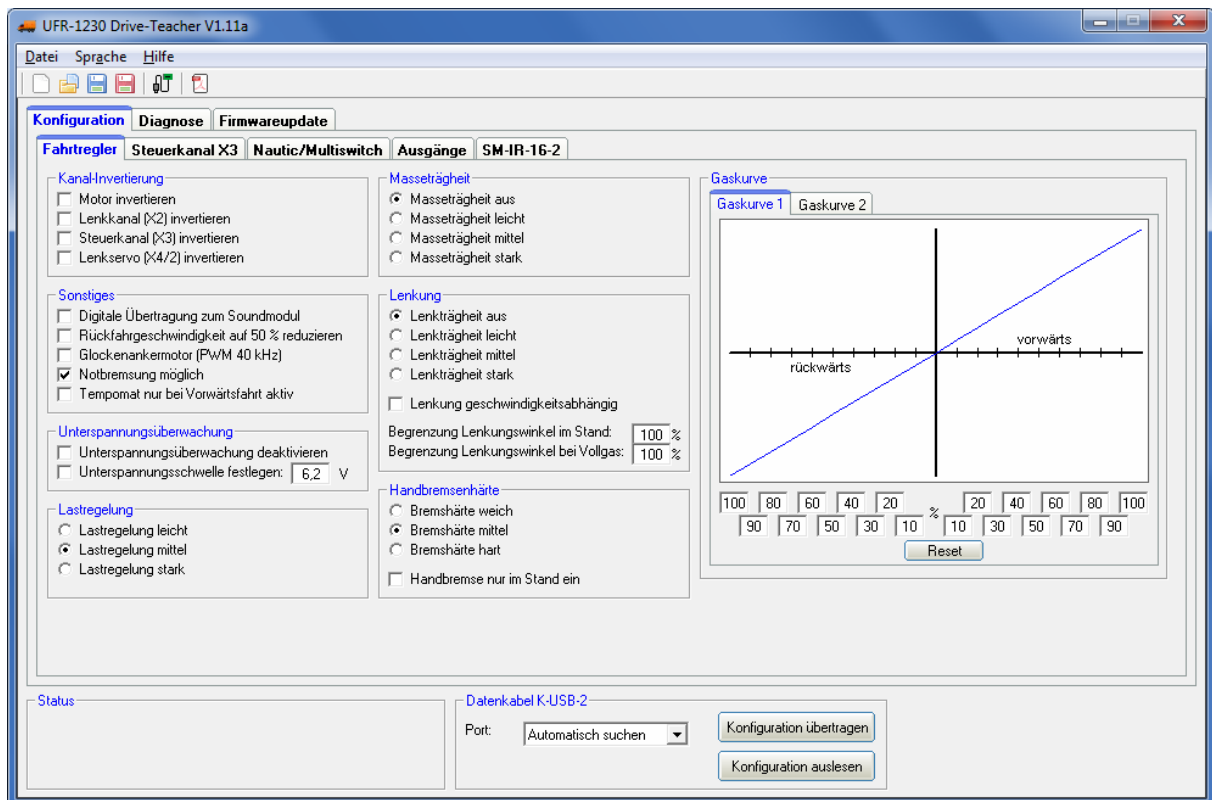 UFR-1230 Drive-Teacher V1.11a
Datei Sprache Hilfe
Konfiguration Diagnose Firmwareupdate
Fahrtregler Steuerkanal X3 Nautic/Multiswitch Ausgänge SM-IR-16-2
Kanal-Invertierung
Motor invertieren
Lenkkanal (X2) invertieren
Steuerkanal (X3) invertieren
Lenkservo (X4/2) invertieren
Sonstiges
Digitale Übertragung zum Soundmodul
Rückfahrgeschwindigkeit auf 50 % reduzieren
Glockenankermotor (PWM 40 kHz)
Notbremsung möglich
Tempomat nur bei Vorwärtsfahrt aktiv
Unterspannungsüberwachung
Unterspannungsüberwachung deaktivieren
Unterspannungsschwelle festlegen: 6,2 V
Lastregelung
Lastregelung leicht
Lastregelung mittel
Lastregelung stark
Masseträgheit
Masseträgheit aus
Masseträgheit leicht
Masseträgheit mittel
Masseträgheit stark
Lenkung
Lenkträgheit aus
Lenkträgheit leicht
Lenkträgheit mittel
Lenkträgheit stark
Lenkung geschwindigkeitsabhängig
Begrenzung Lenkungswinkel im Stand: 100 %
Begrenzung Lenkungswinkel bei Vollgas: 100 %
Handbremsenhärte
Bremshärte weich
Bremshärte mittel
Bremshärte hart
Handbremse nur im Stand ein
Gaskurve
Gaskurve 1 Gaskurve 2
vorwärts
rückwärts
100 80 60 40 20 % 20 40 60 80 100
90 70 50 30 10 10 30 50 70 90
Reset
Status
Datenkabel K-USB-2
Port: Automatisch suchen
Konfiguration übertragen
Konfiguration auslesen